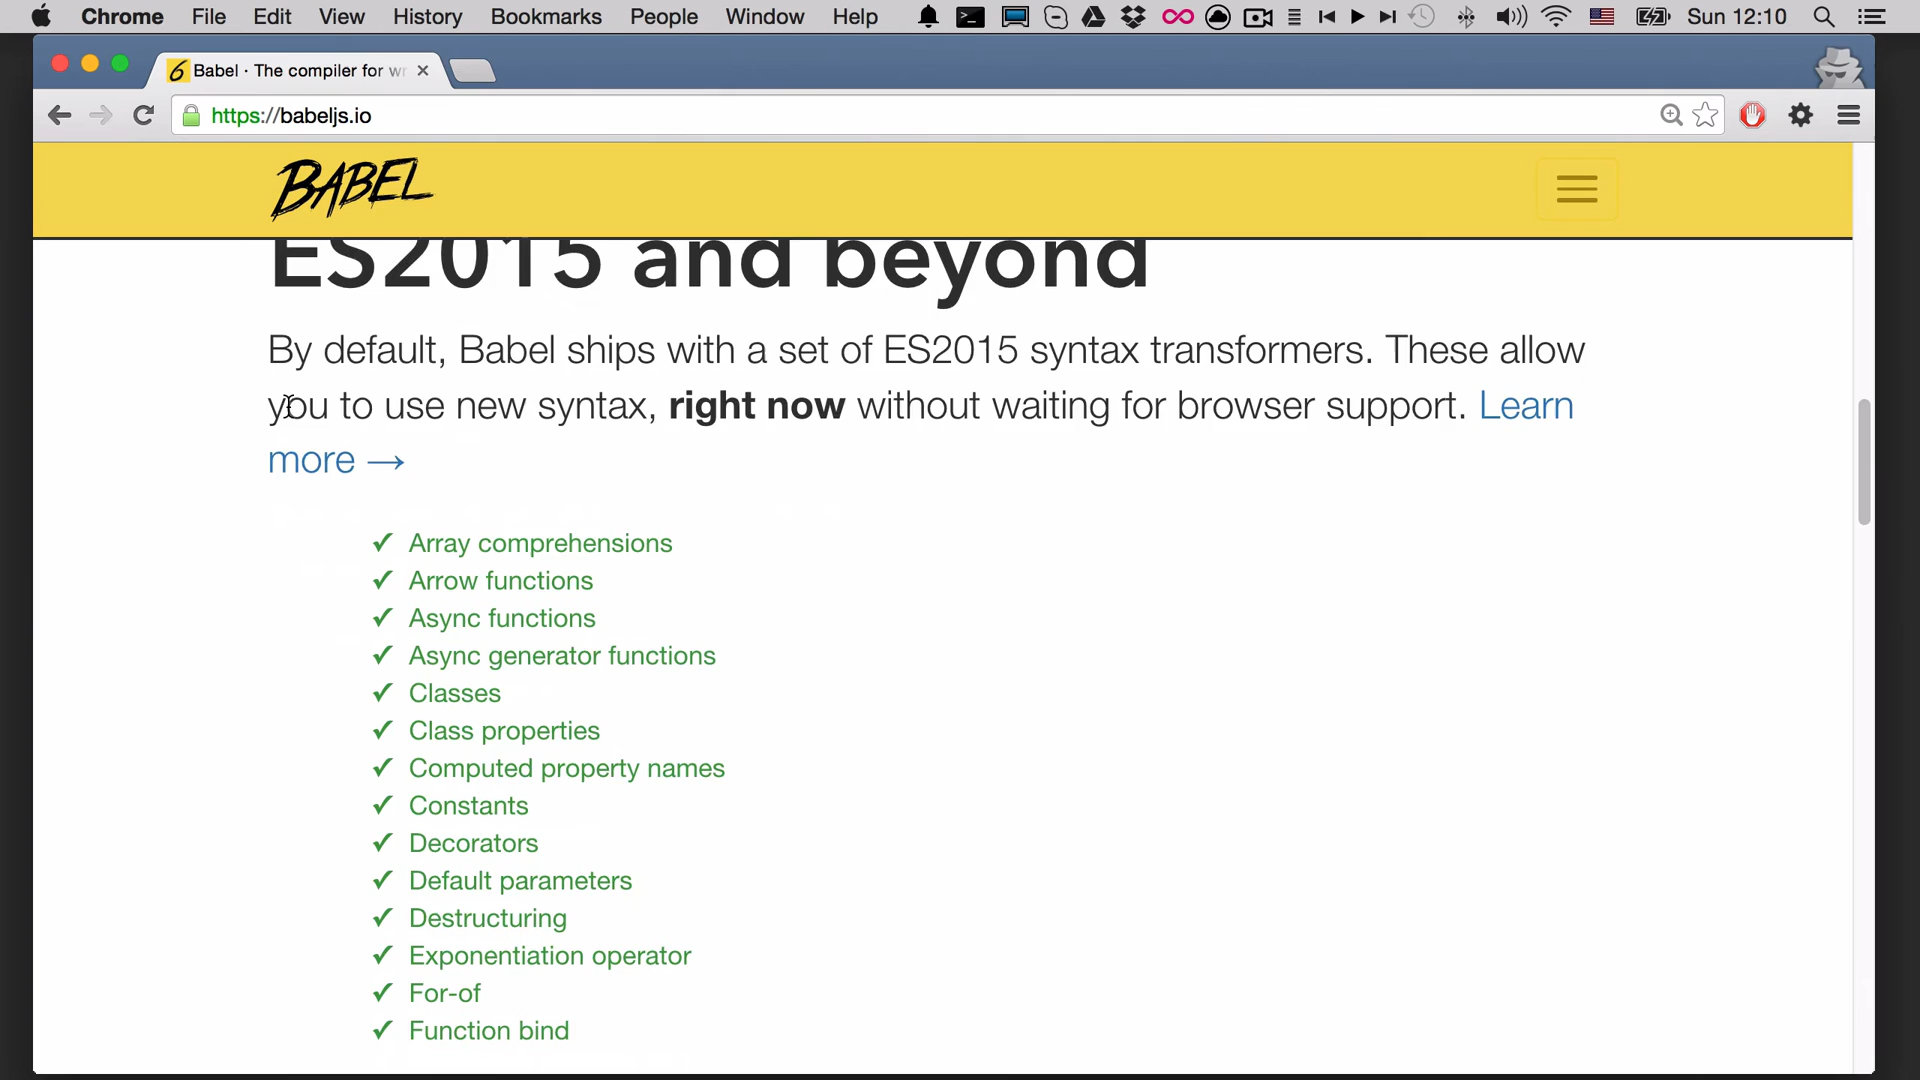 Chrome File Edit View History Bookmarks People Window Help Sun 12:10
6 Babel · The compiler for wr
https://babeljs.io
BABEL
ES2015 and beyond
By default, Babel ships with a set of ES2015 syntax transformers. These allow
you to use new syntax, right now without waiting for browser support. Learn
more →
✓ Array comprehensions
✓ Arrow functions
✓ Async functions
✓ Async generator functions
✓ Classes
✓ Class properties
✓ Computed property names
✓ Constants
✓ Decorators
✓ Default parameters
✓ Destructuring
✓ Exponentiation operator
✓ For-of
✓ Function bind